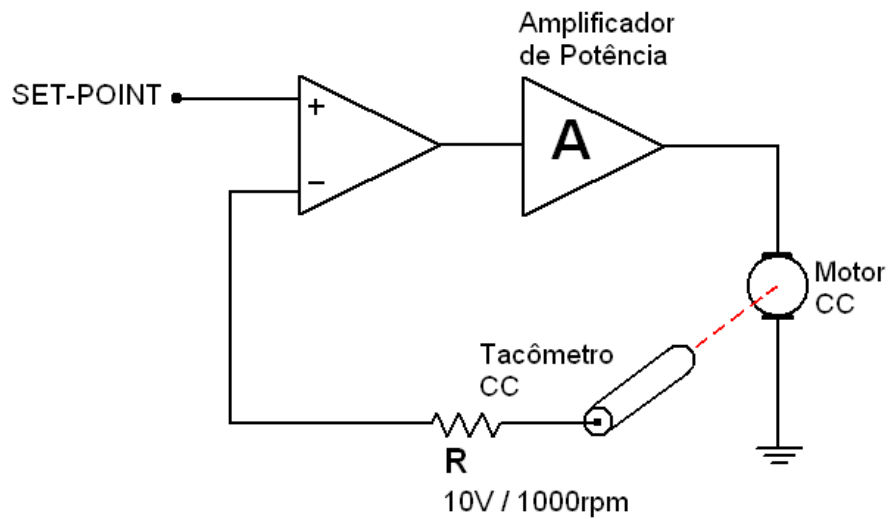 Amplificador
de Potência
SET-POINT
+
A
−
Motor
CC
Tacômetro
CC
R
10V / 1000rpm